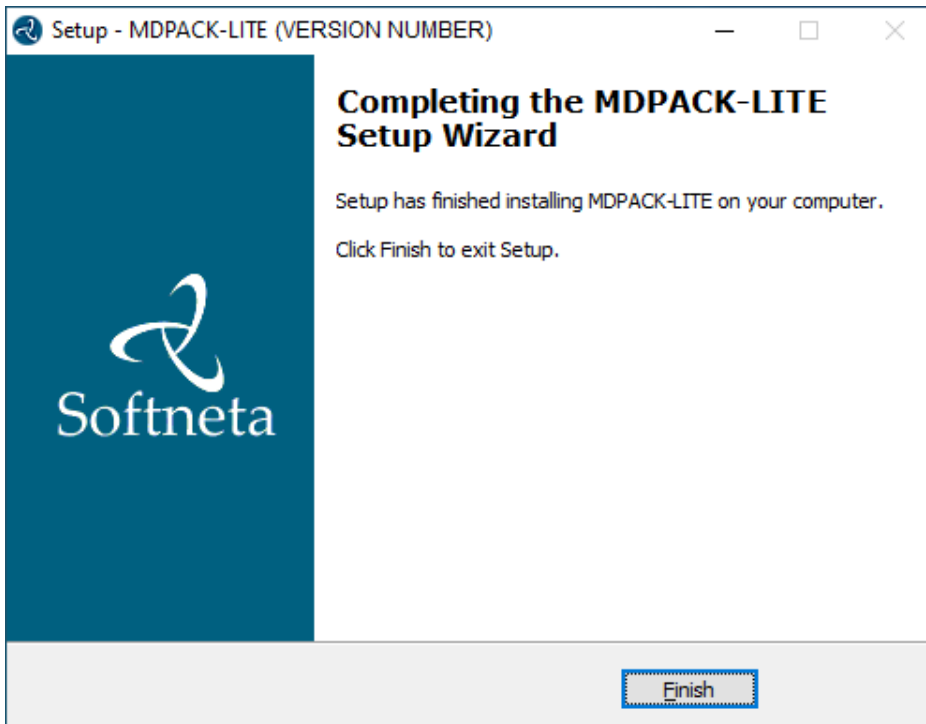 Setup - MDPACK-LITE (VERSION NUMBER)
Completing the MDPACK-LITE
Setup Wizard
Setup has finished installing MDPACK-LITE on your computer.
Click Finish to exit Setup.
Softneta
Finish